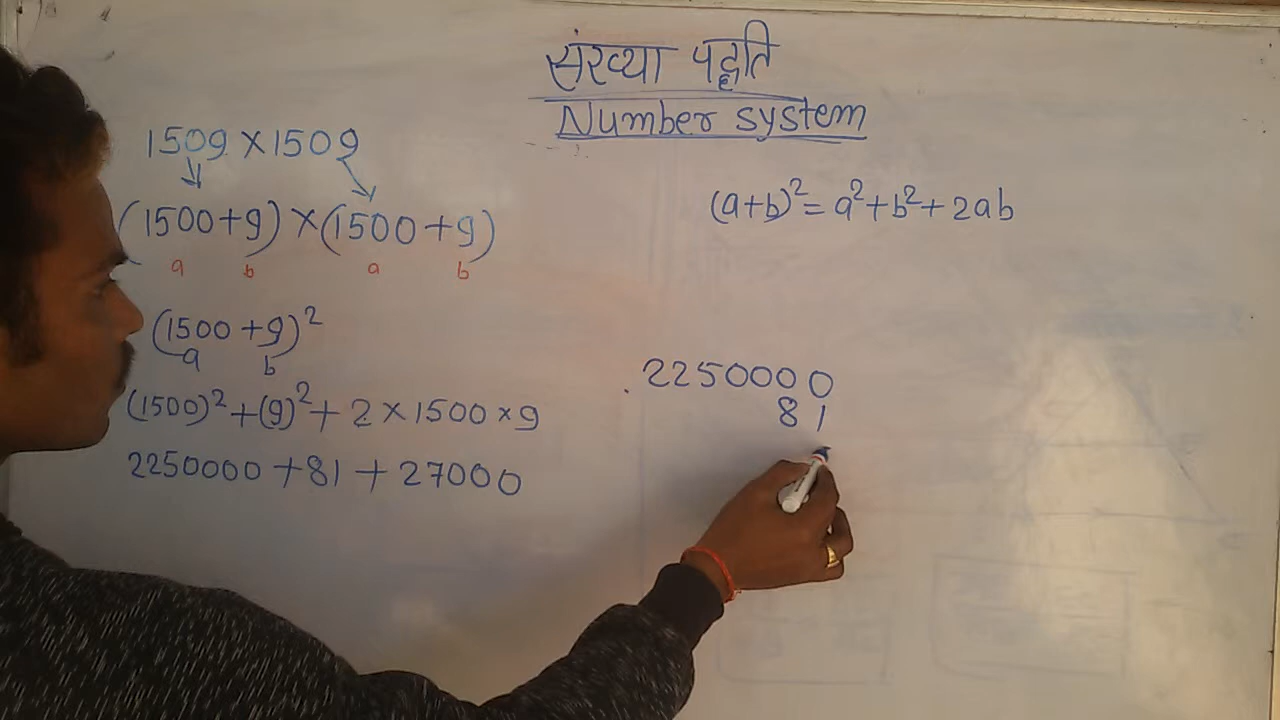 संख्या पद्धति
Number system
1509 × 1509
(1500+9) × (1500+9)
a b a b
(1500+9)²
a b
(1500)²+(9)²+ 2×1500×9
2250000 +81 + 27000
(a+b)²= a²+b²+2ab
2250000
81